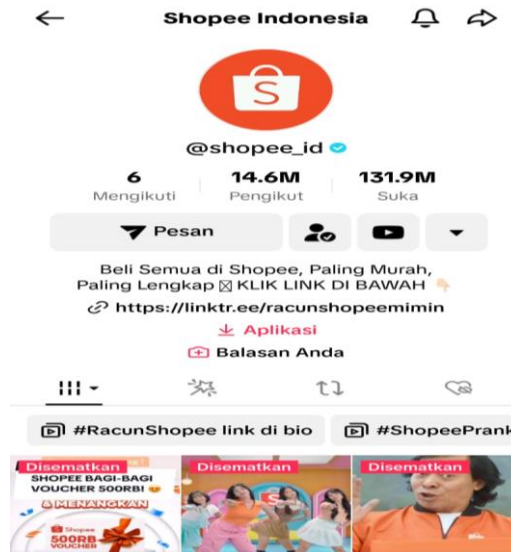 Shopee Indonesia
S
@shopee_id
6 14.6M 131.9M
Mengikuti Pengikut Suka
Pesan
Beli Semua di Shopee, Paling Murah,
Paling Lengkap KLIK LINK DI BAWAH
https://linktr.ee/racunshopeemimin
Aplikasi
Balasan Anda
#RacunShopee link di bio #ShopeePrank
Disematkan Disematkan Disematkan
SHOPEE BAGI-BAGI
VOUCHER 500RB!
& MENANGKAN
Shopee
500RB
VOUCHER